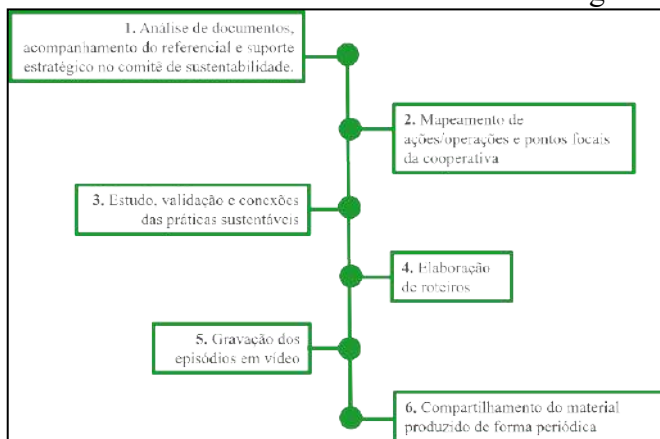 1. Análise de documentos,
acompanhamento do referencial e suporte
estratégico no comitê de sustentabilidade.
2. Mapeamento de
ações/operações e pontos focais
da cooperativa
3. Estudo, validação e conexões
das práticas sustentáveis
4. Elaboração
de roteiros
5. Gravação dos
episódios em vídeo
6. Compartilhamento do material
produzido de forma periódica